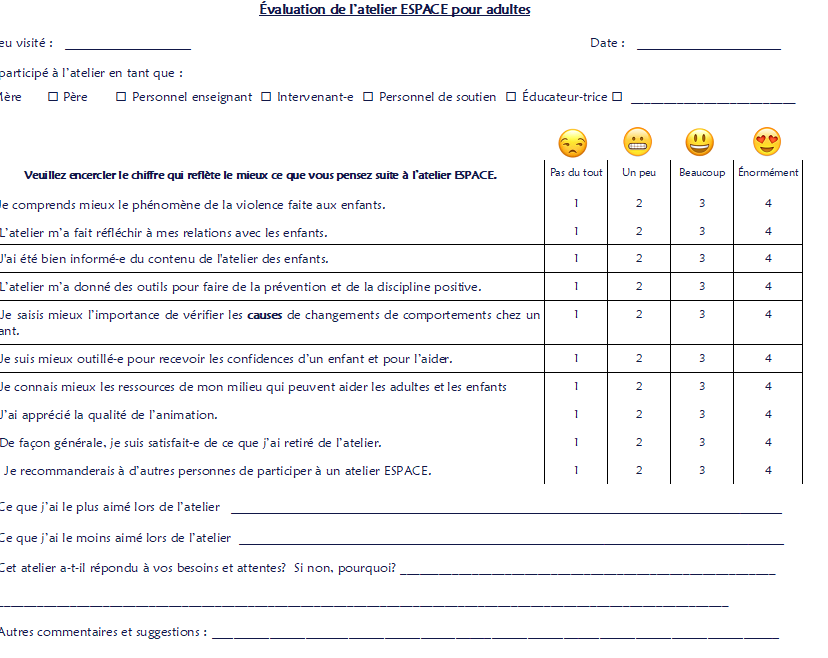 Évaluation de l'atelier ESPACE pour adultes
eu visité : ____________________ Date : _______________________
participé à l'atelier en tant que :
Mère ☐ Père ☐ Personnel enseignant ☐ Intervenant-e ☐ Personnel de soutien ☐ Éducateur-trice ☐ __________________________
Veuillez encercler le chiffre qui reflète le mieux ce que vous pensez suite à l'atelier ESPACE. Pas du tout Un peu Beaucoup Énormément
Je comprends mieux le phénomène de la violence faite aux enfants. 1 2 3 4
L'atelier m'a fait réfléchir à mes relations avec les enfants. 1 2 3 4
J'ai été bien informé-e du contenu de l'atelier des enfants. 1 2 3 4
L'atelier m'a donné des outils pour faire de la prévention et de la discipline positive. 1 2 3 4
Je saisis mieux l'importance de vérifier les causes de changements de comportements chez un 1 2 3 4
ant.
Je suis mieux outillé-e pour recevoir les confidences d'un enfant et pour l'aider. 1 2 3 4
Je connais mieux les ressources de mon milieu qui peuvent aider les adultes et les enfants 1 2 3 4
J'ai apprécié la qualité de l'animation. 1 2 3 4
De façon générale, je suis satisfait-e de ce que j'ai retiré de l'atelier. 1 2 3 4
Je recommanderais à d'autres personnes de participer à un atelier ESPACE. 1 2 3 4
Ce que j'ai le plus aimé lors de l'atelier ____________________
Ce que j'ai le moins aimé lors de l'atelier ____________________
Cet atelier a-t-il répondu à vos besoins et attentes? Si non, pourquoi? ____________________
____________________
Autres commentaires et suggestions : ____________________